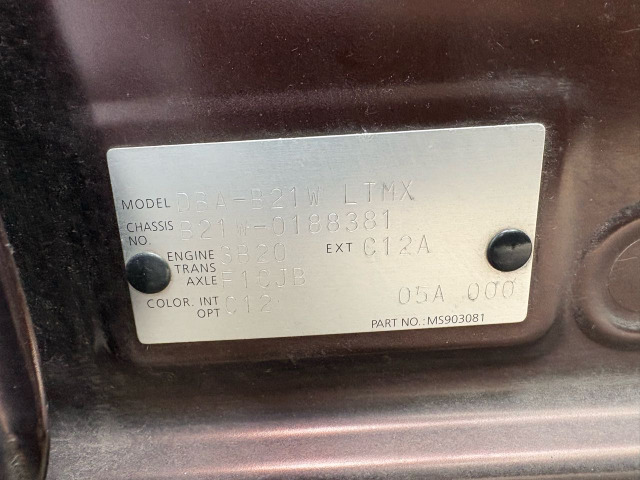 MODEL DBA-B21W LTMX
CHASSIS NO. B21W-0188381
ENGINE 3B20 EXT C12A
TRANS AXLE F1CJB
COLOR. INT OPT C12 05A 000
PART NO.: MS903081